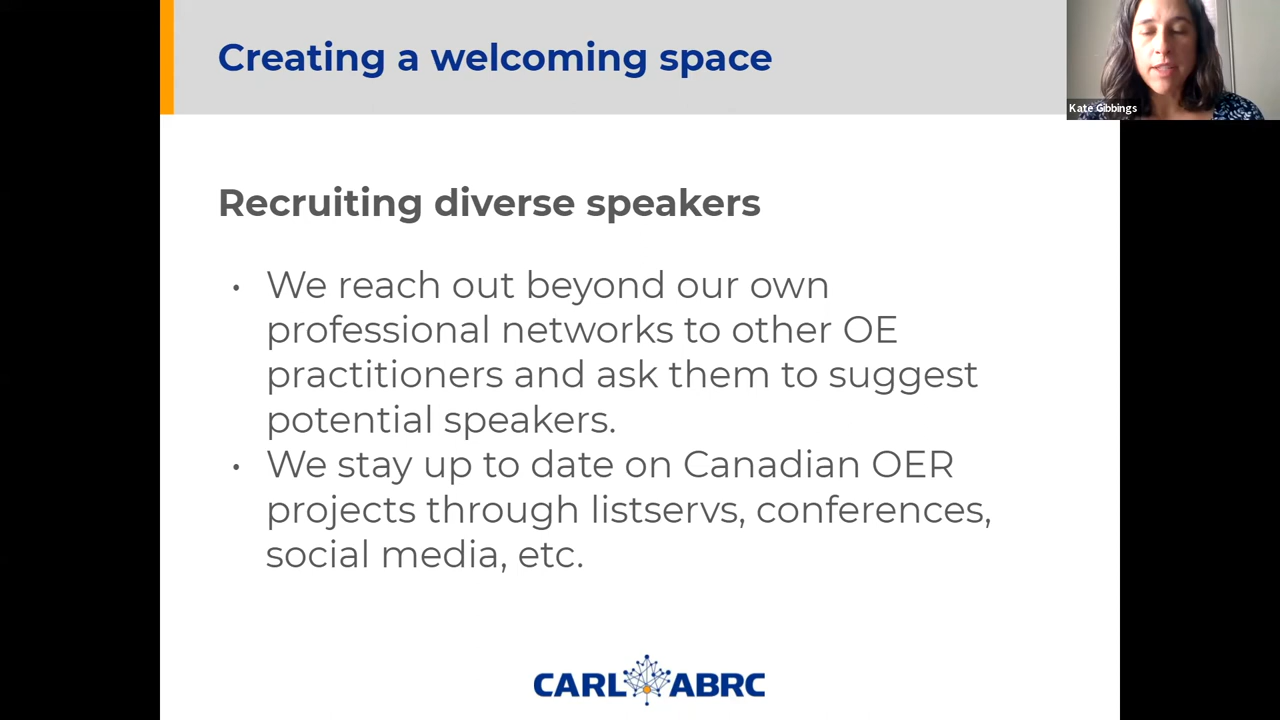 Creating a welcoming space
Kate Gibbings
Recruiting diverse speakers
• We reach out beyond our own
professional networks to other OE
practitioners and ask them to suggest
potential speakers.
• We stay up to date on Canadian OER
projects through listservs, conferences,
social media, etc.
CARL ABRC